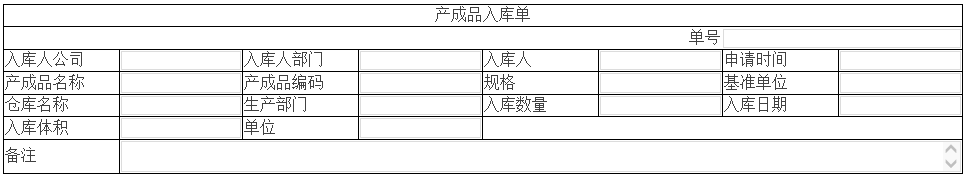 产成品入库单
单号
入库人公司 入库人部门 入库人 申请时间
产成品名称 产成品编码 规格 基准单位
仓库名称 生产部门 入库数量 入库日期
入库体积 单位
备注